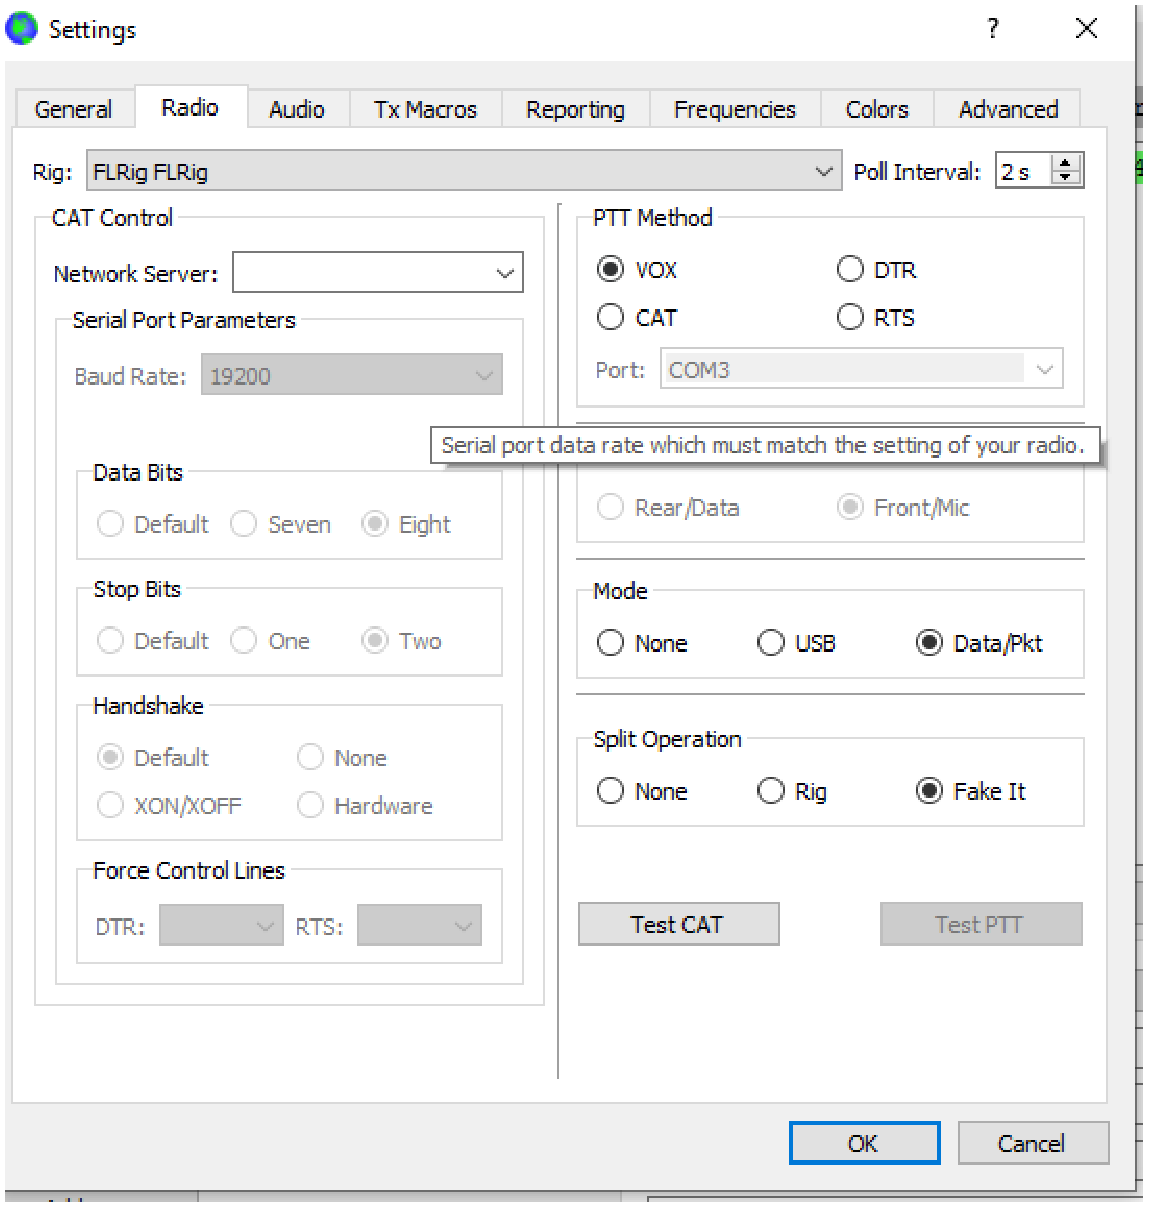 Settings
?
General Radio Audio Tx Macros Reporting Frequencies Colors Advanced
Rig: FLRig FLRig Poll Interval: 2 s
CAT Control
Network Server:
Serial Port Parameters
Baud Rate: 19200
Data Bits
Default Seven Eight
Stop Bits
Default One Two
Handshake
Default None
XON/XOFF Hardware
Force Control Lines
DTR: RTS:
PTT Method
VOX DTR
CAT RTS
Port: COM3
Serial port data rate which must match the setting of your radio.
Rear/Data Front/Mic
Mode
None USB Data/Pkt
Split Operation
None Rig Fake It
Test CAT Test PTT
OK Cancel